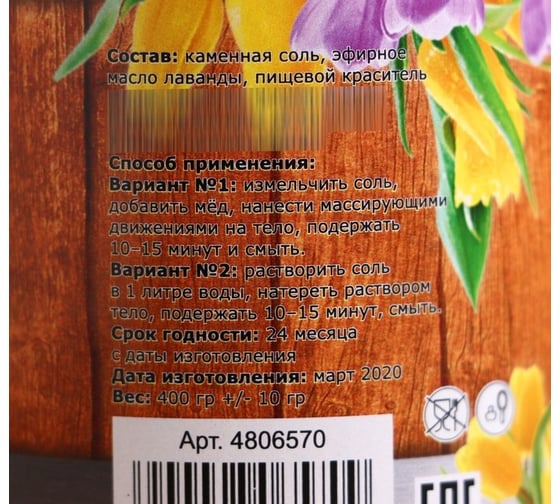 Состав: каменная соль, эфирное
масло лаванды, пищевой краситель
Способ применения:
Вариант №1: измельчить соль,
добавить мёд, нанести массирующими
движениями на тело, подержать
10–15 минут и смыть.
Вариант №2: растворить соль
в 1 литре воды, натереть раствором
тело, подержать 10–15 минут, смыть.
Срок годности: 24 месяца
с даты изготовления
Дата изготовления: март 2020
Вес: 400 гр +/- 10 гр
Арт. 4806570